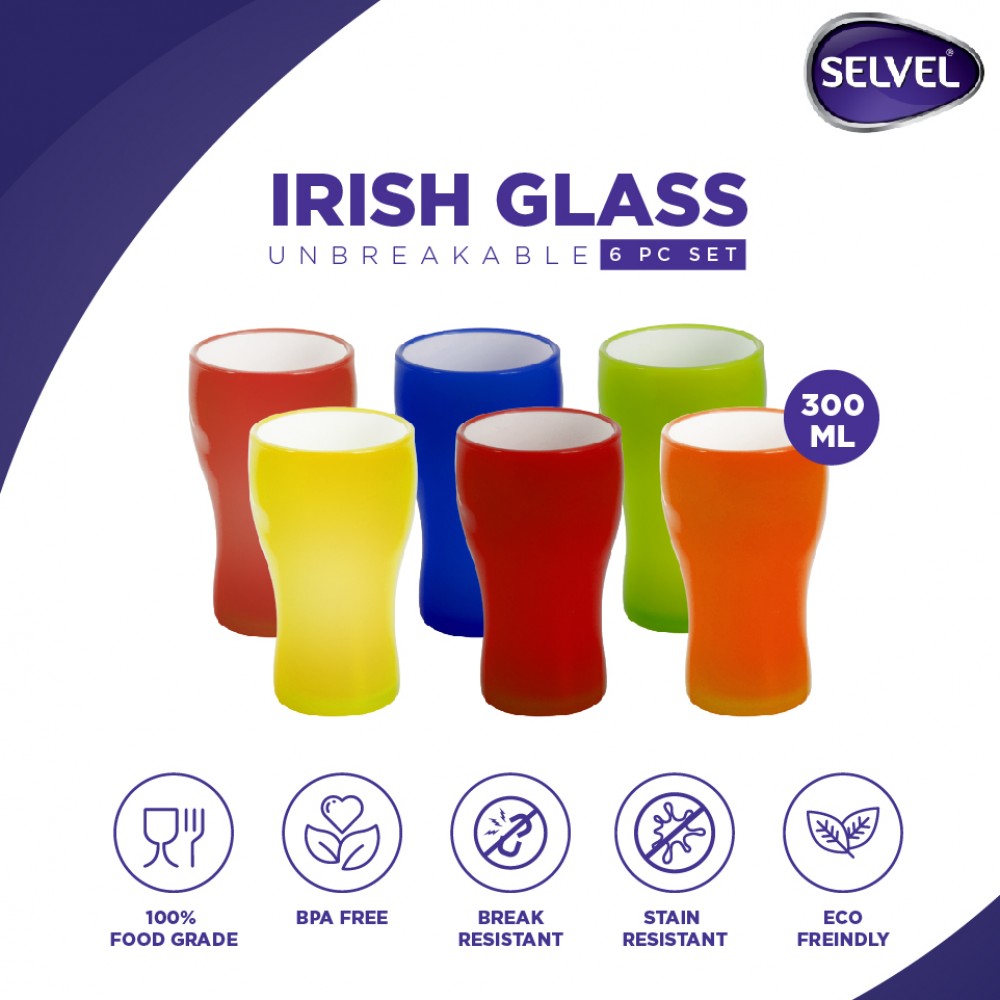 SELVEL®
IRISH GLASS
UNBREAKABLE 6 PC SET
300
ML
100%
FOOD GRADE
BPA FREE
BREAK
RESISTANT
STAIN
RESISTANT
ECO
FREINDLY